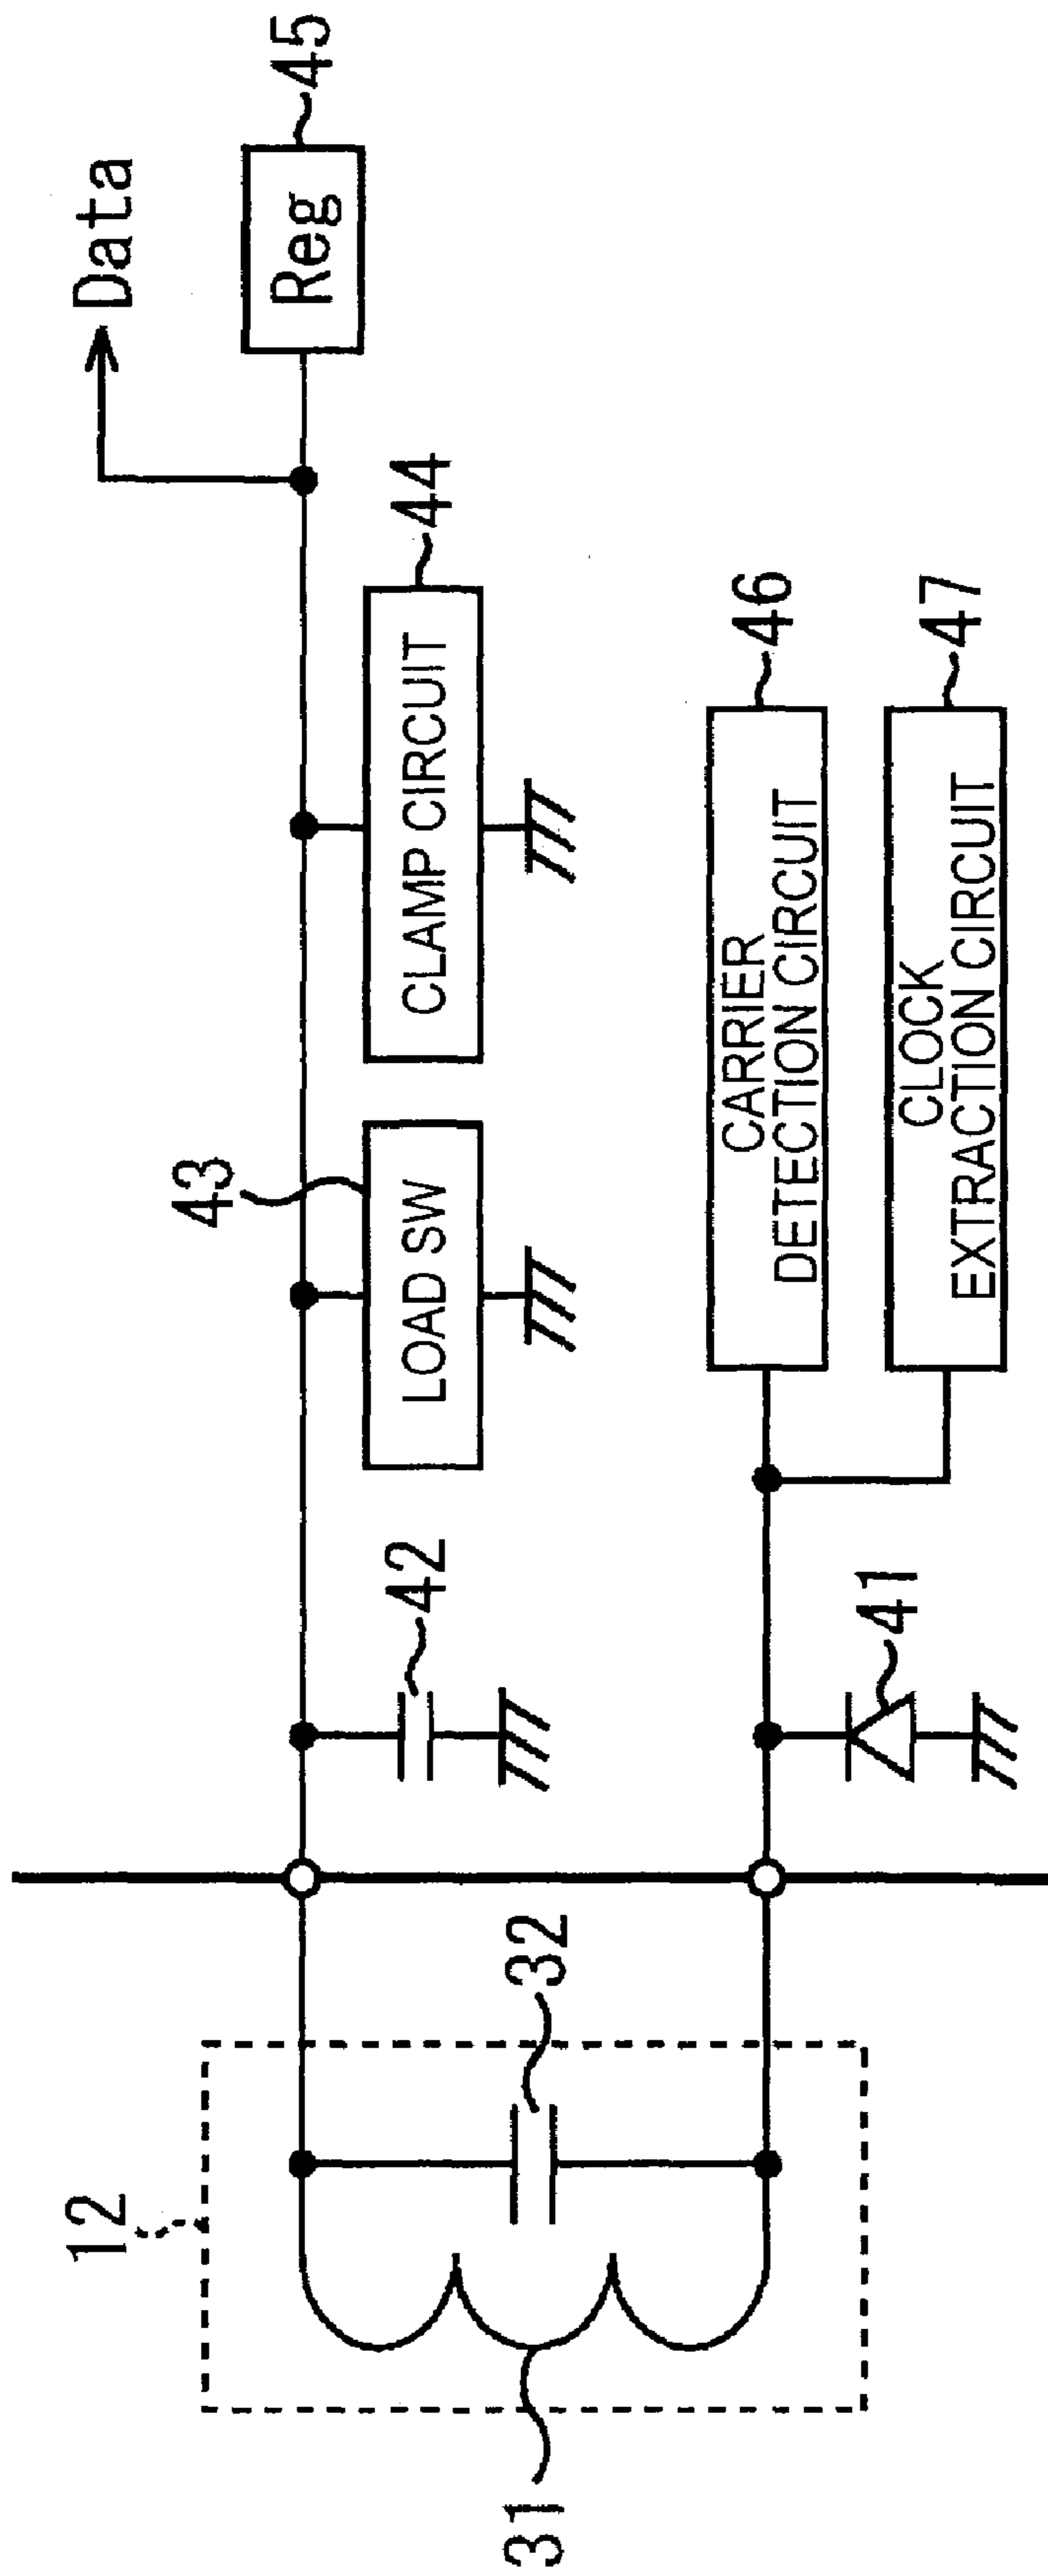 Data
45
Reg
44
CLAMP CIRCUIT
43
LOAD SW
42
46
CARRIER
DETECTION CIRCUIT
47
CLOCK
EXTRACTION CIRCUIT
41
12
32
31